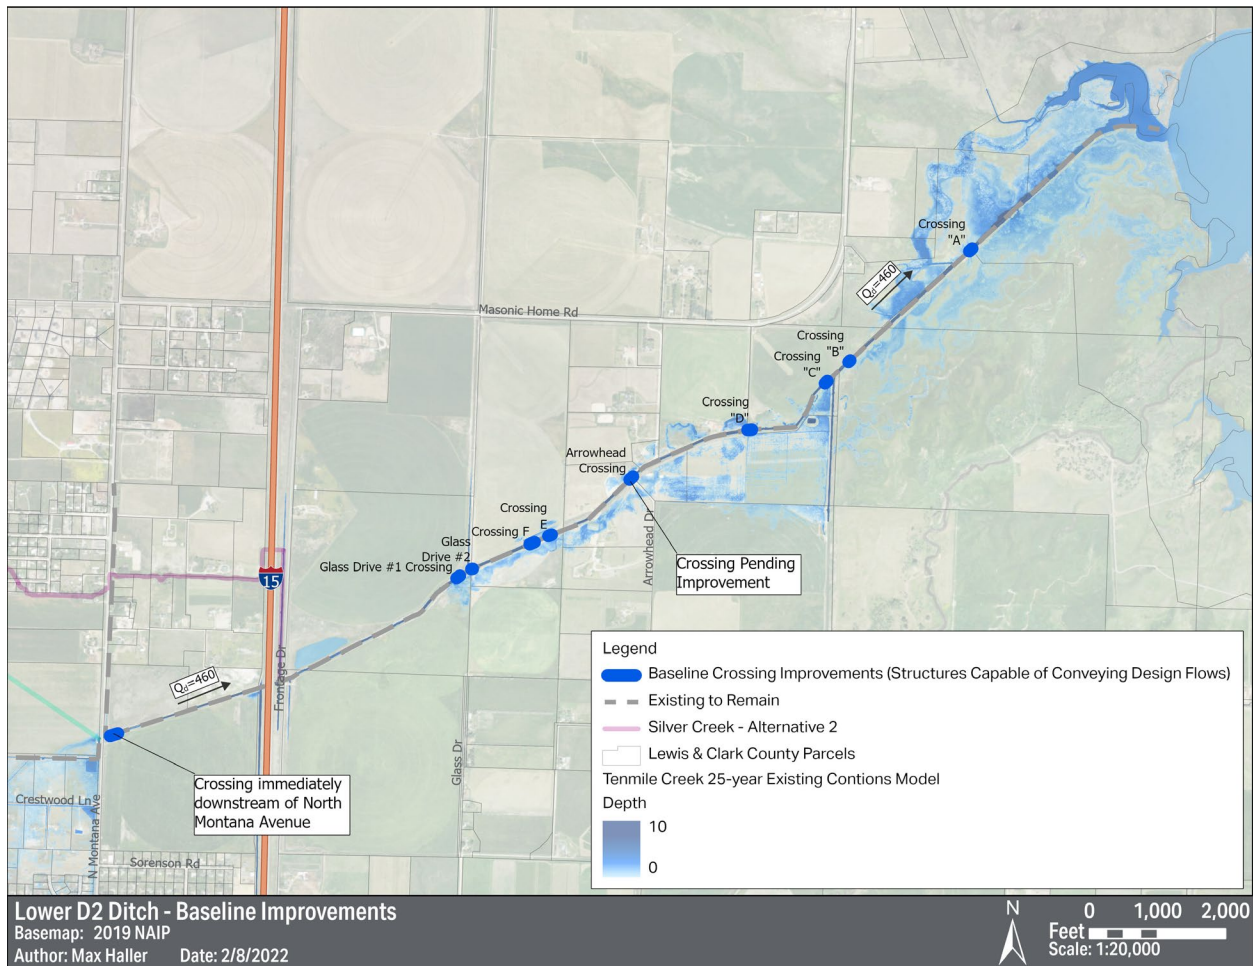 Crossing
"A"
Qd=460
Masonic Home Rd
Crossing
"B"
Crossing
"C"
Crossing
"D"
Arrowhead
Crossing
Crossing
E
Crossing F
Glass
Drive #2
Glass Drive #1 Crossing
Arrowhead Dr
Crossing Pending
Improvement
15
Frontage Dr
Qd=460
Glass Dr
Crossing immediately
downstream of North
Montana Avenue
Crestwood Ln
N Montana Ave
Sorenson Rd
Legend
Baseline Crossing Improvements (Structures Capable of Conveying Design Flows)
Existing to Remain
Silver Creek - Alternative 2
Lewis & Clark County Parcels
Tenmile Creek 25-year Existing Contions Model
Depth
10
0
Lower D2 Ditch - Baseline Improvements
Basemap: 2019 NAIP
Author: Max Haller Date: 2/8/2022
N
0 1,000 2,000
Feet
Scale: 1:20,000